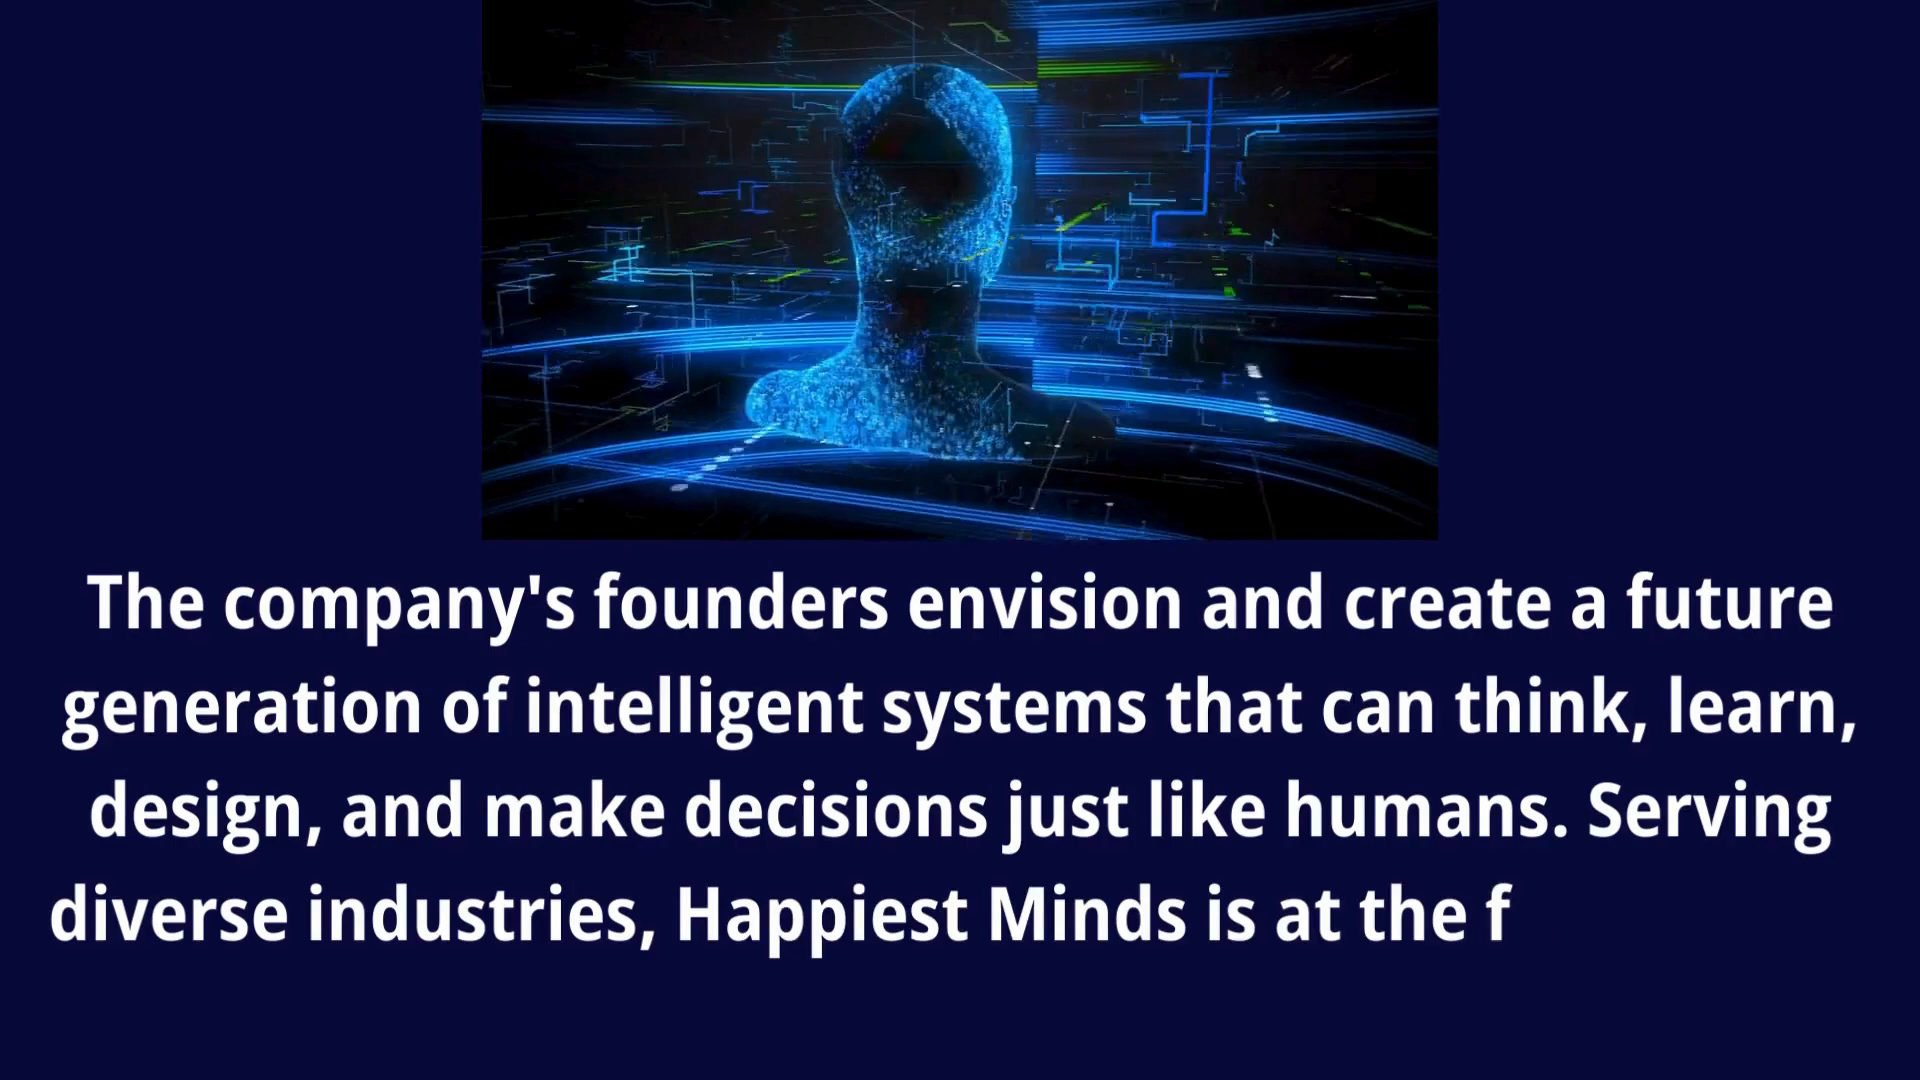 The company's founders envision and create a future
generation of intelligent systems that can think, learn,
design, and make decisions just like humans. Serving
diverse industries, Happiest Minds is at the f